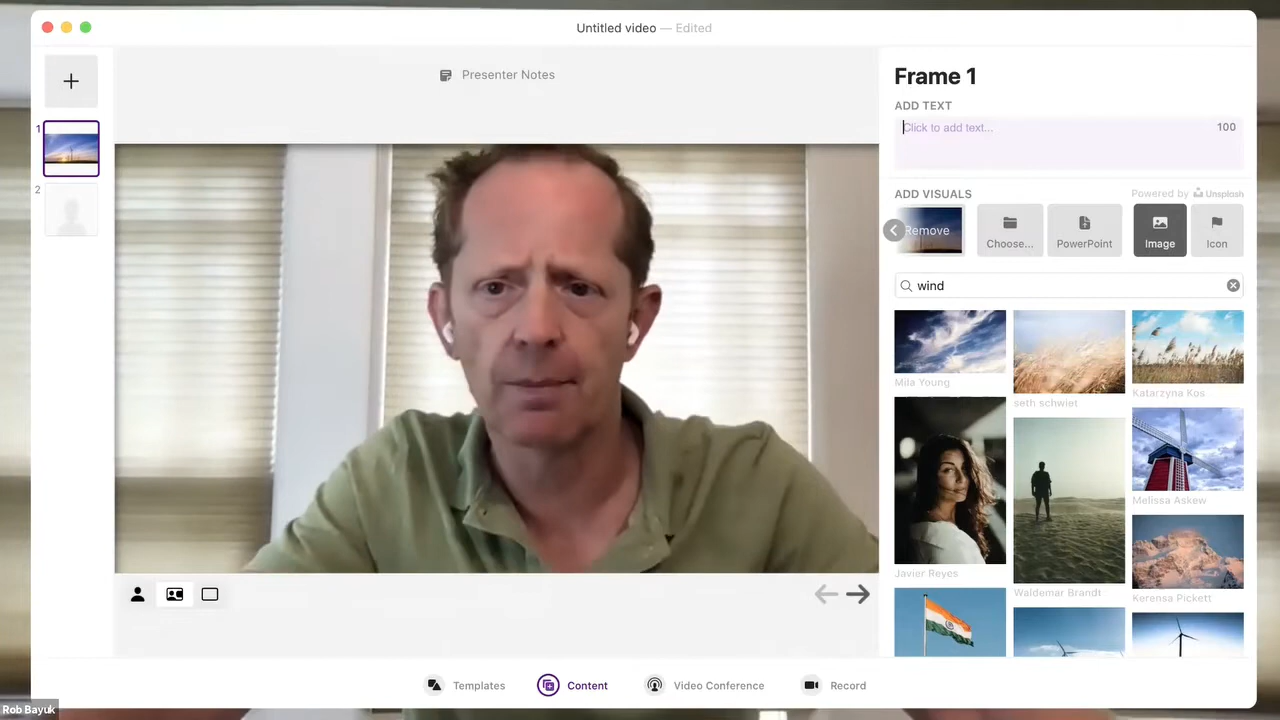 Untitled video — Edited
Presenter Notes
1
2
Frame 1
ADD TEXT
Click to add text...
100
ADD VISUALS
Powered by Unsplash
Remove
Choose...
PowerPoint
Image
Icon
wind
Mila Young
seth schwiet
Katarzyna Kos
Melissa Askew
Javier Reyes
Waldemar Brandt
Kerensa Pickett
Templates
Content
Video Conference
Record
Rob Bayuk